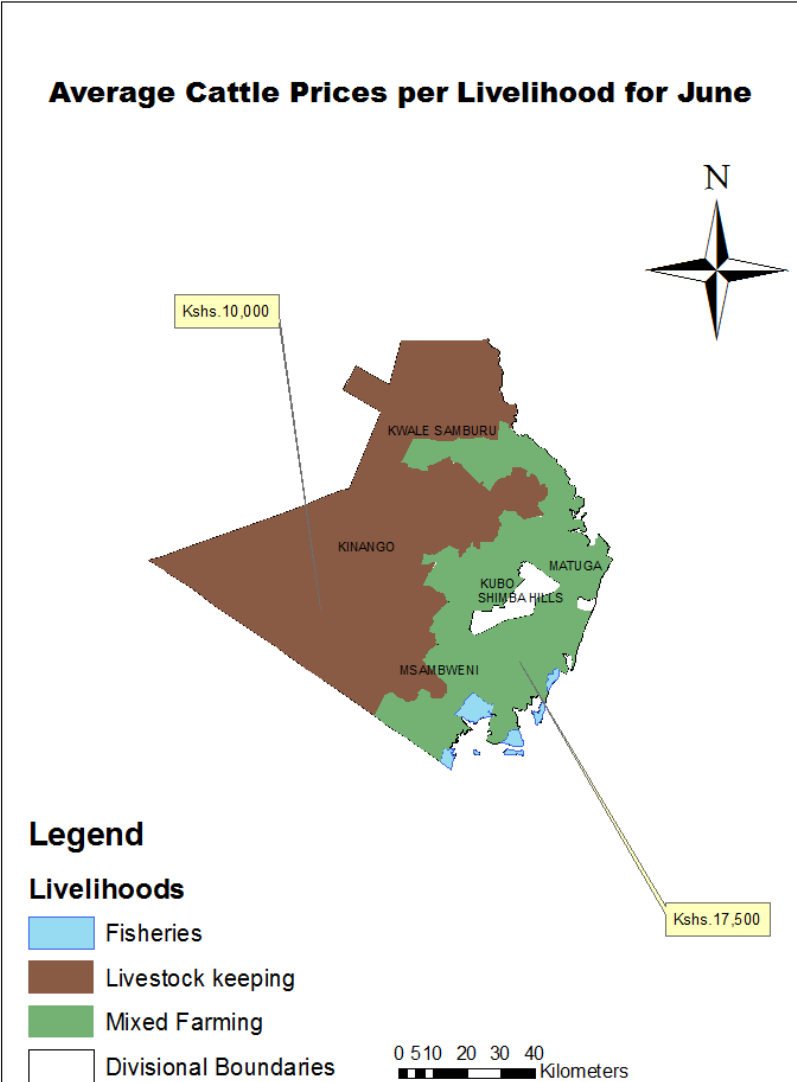 Average Cattle Prices per Livelihood for June
N
Kshs.10,000
KWALE SAMBURU
KINANGO
MATUGA
KUBO
SHIMBA HILLS
MSAMBWENI
Kshs.17,500
Legend
Livelihoods
Fisheries
Livestock keeping
Mixed Farming
Divisional Boundaries
0 5 10 20 30 40
Kilometers